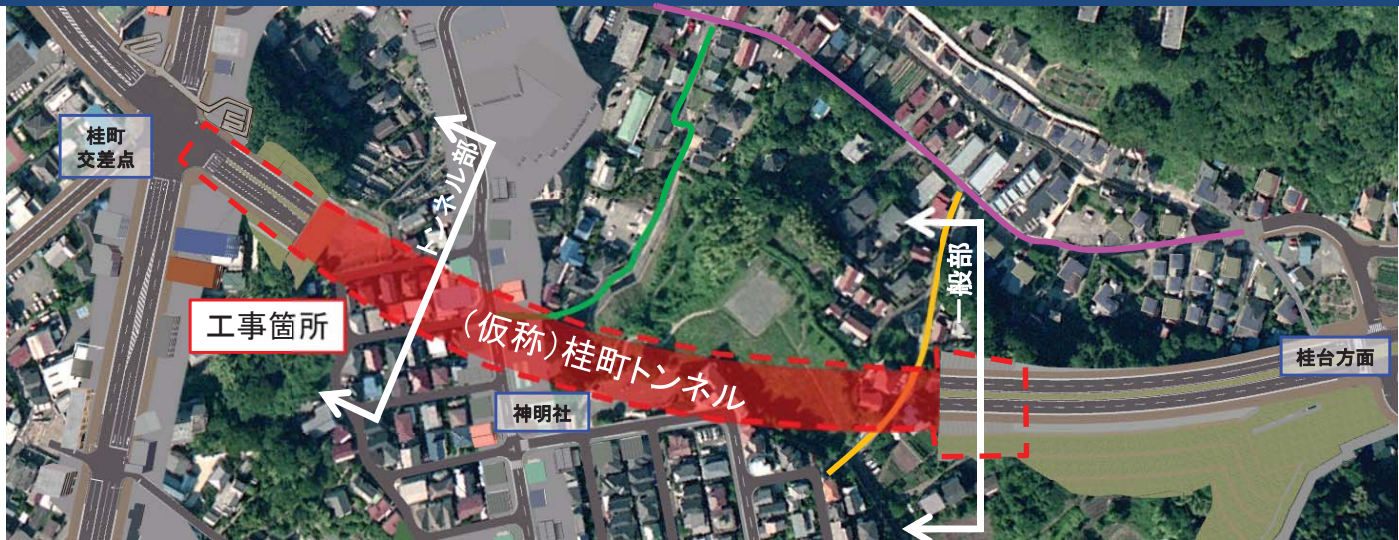 桂町
交差点
トンネル部
工事箇所
(仮称)桂町トンネル
神明社
一般部
桂台方面